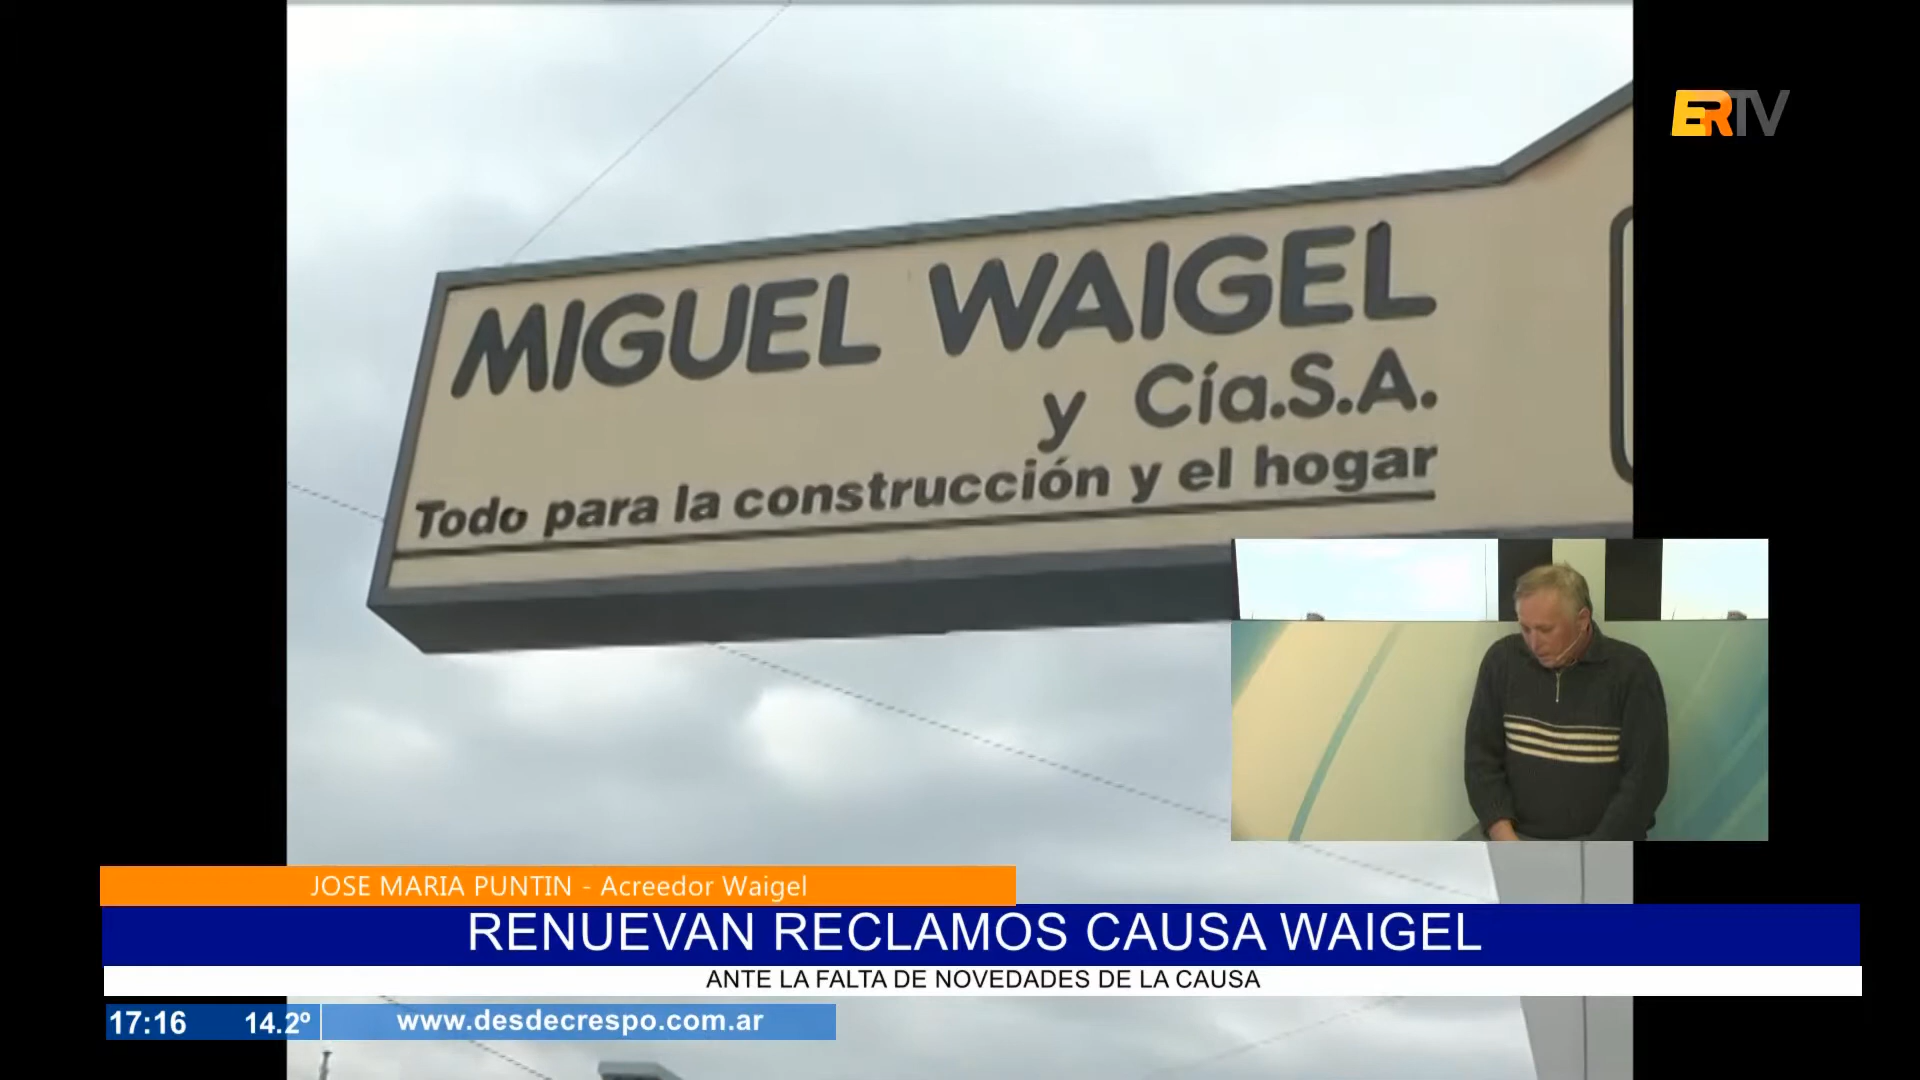 ERTV
MIGUEL WAIGEL
y Cía.S.A.
Todo para la construcción y el hogar
JOSE MARIA PUNTIN - Acreedor Waigel
RENUEVAN RECLAMOS CAUSA WAIGEL
ANTE LA FALTA DE NOVEDADES DE LA CAUSA
17:16 14.2º www.desdecrespo.com.ar